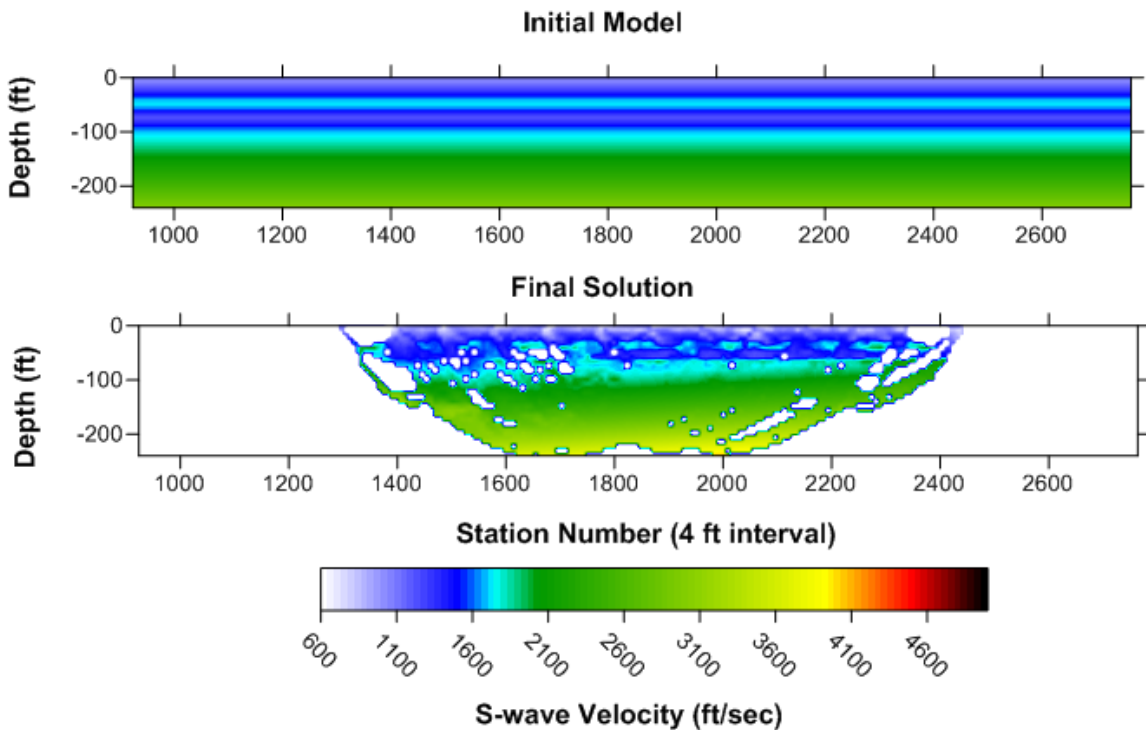 Initial Model
Depth (ft)
0
-100
-200
1000 1200 1400 1600 1800 2000 2200 2400 2600
Final Solution
Depth (ft)
0
-100
-200
1000 1200 1400 1600 1800 2000 2200 2400 2600
Station Number (4 ft interval)
600 1100 1600 2100 2600 3100 3600 4100 4600
S-wave Velocity (ft/sec)